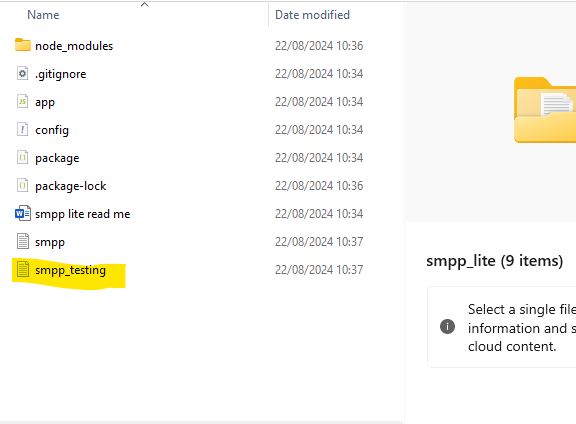 Name Date modified
node_modules 22/08/2024 10:36
.gitignore 22/08/2024 10:34
JS app 22/08/2024 10:34
! config 22/08/2024 10:34
package 22/08/2024 10:34
package-lock 22/08/2024 10:36
W smpp lite read me 22/08/2024 10:34
smpp 22/08/2024 10:37
smpp_testing 22/08/2024 10:37
smpp_lite (9 items)
Select a single file
information and s
cloud content.